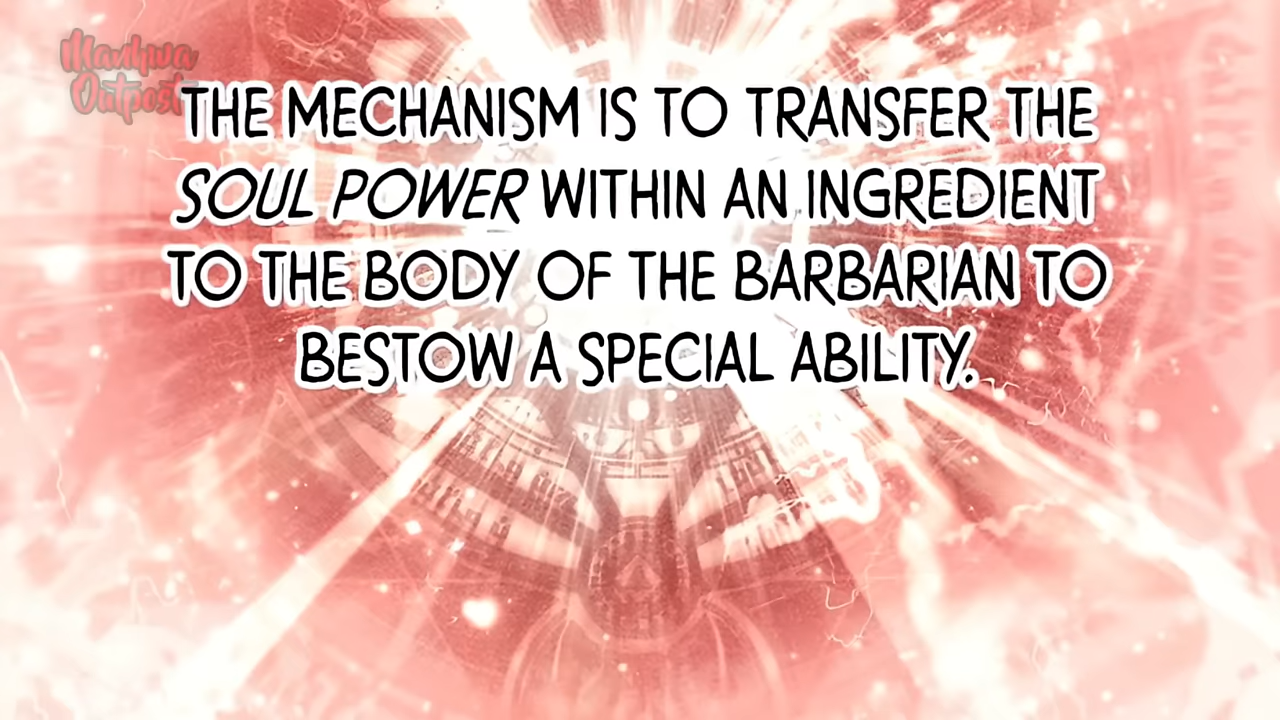 Manhwa
Outpost
THE MECHANISM IS TO TRANSFER THE
SOUL POWER WITHIN AN INGREDIENT
TO THE BODY OF THE BARBARIAN TO
BESTOW A SPECIAL ABILITY.